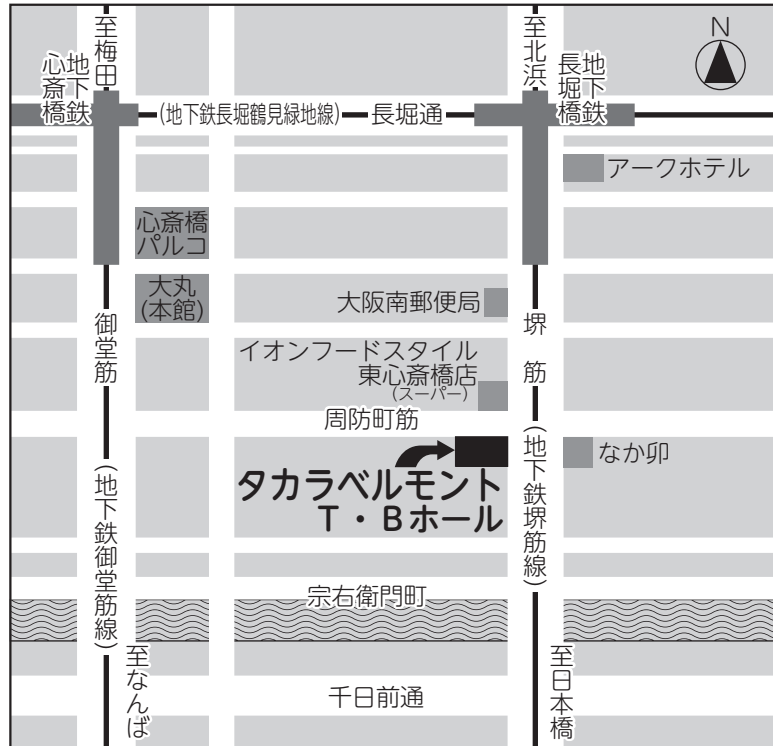 至梅田
地下鉄
心斎橋
(地下鉄長堀鶴見緑地線)
長堀通
至北浜
地下鉄
長堀橋
N
アークホテル
心斎橋
パルコ
大丸
(本館)
大阪南郵便局
御堂筋
堺筋
イオンフードスタイル
東心斎橋店
(スーパー)
周防町筋
なか卯
タカラベルモント
T・Bホール
(地下鉄御堂筋線)
(地下鉄堺筋線)
宗右衛門町
至なんば
千日前通
至日本橋